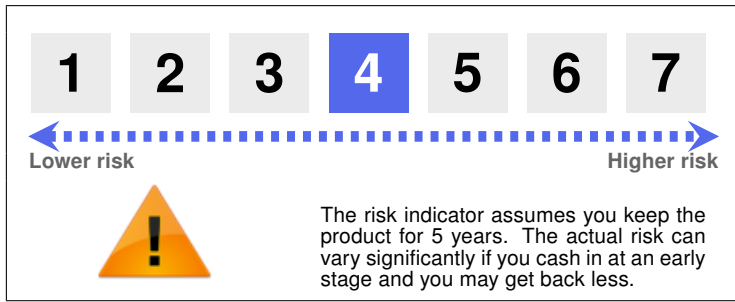 1 2 3 4 5 6 7
Lower risk Higher risk
!
The risk indicator assumes you keep the
product for 5 years. The actual risk can
vary significantly if you cash in at an early
stage and you may get back less.